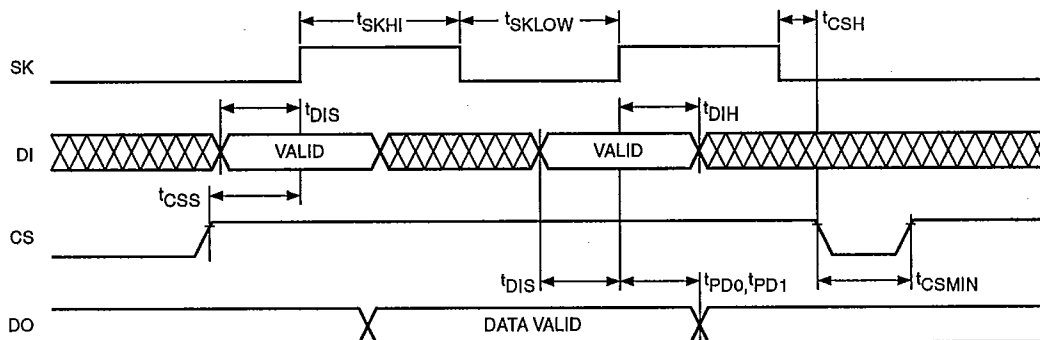 tSKHI
tSKLOW
tCSH
SK
tDIS
tDIH
DI
VALID
VALID
tCSS
CS
tDIS
tPD0,tPD1
tCSMIN
DO
DATA VALID